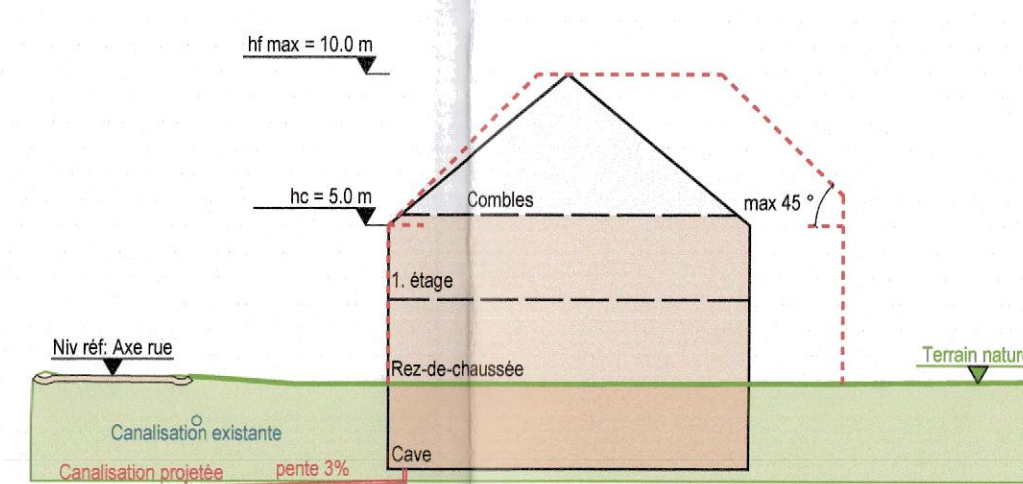 hf max = 10.0 m
hc = 5.0 m
Combles
max 45 °
1. étage
Niv réf: Axe rue
Rez-de-chaussée
Terrain nature
Canalisation existante
Cave
Canalisation projetée
pente 3%